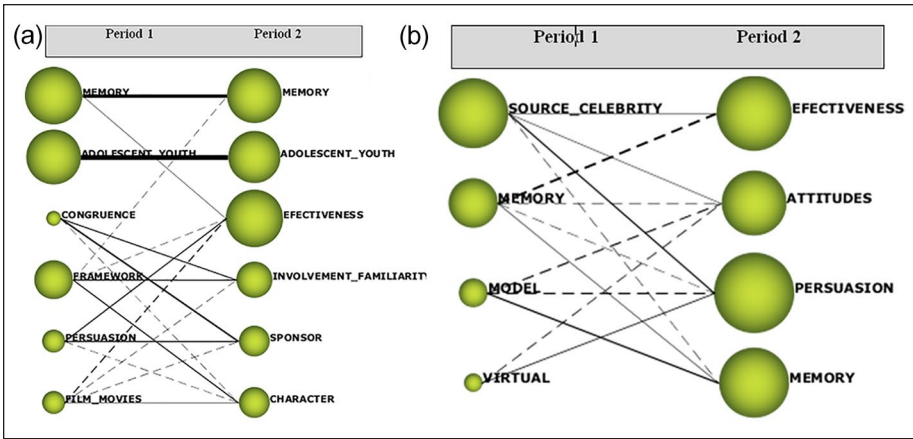 (a) Period 1 Period 2
MEMORY MEMORY
ADOLESCENT_YOUTH ADOLESCENT_YOUTH
CONGRUENCE EFECTIVENESS
FRAMEWORK INVOLVEMENT_FAMILIARITY
PERSUASION SPONSOR
FILM_MOVIES CHARACTER
(b) Period 1 Period 2
SOURCE_CELEBRITY EFECTIVENESS
MEMORY ATTITUDES
MODEL PERSUASION
VIRTUAL MEMORY